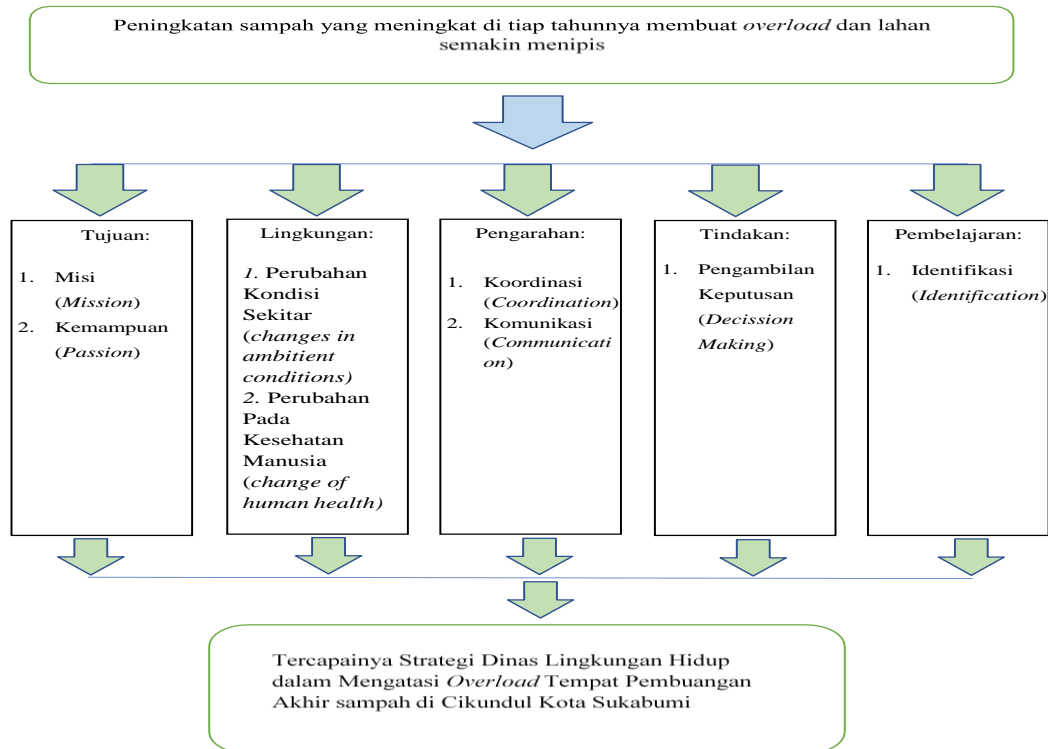 Peningkatan sampah yang meningkat di tiap tahunnya membuat overload dan lahan
semakin menipis
Tujuan:
1. Misi
(Mission)
2. Kemampuan
(Passion)
Lingkungan:
1. Perubahan
Kondisi
Sekitar
(changes in
ambitient
conditions)
2. Perubahan
Pada
Kesehatan
Manusia
(change of
human health)
Pengarahan:
1. Koordinasi
(Coordination)
2. Komunikasi
(Communicati
on)
Tindakan:
1. Pengambilan
Keputusan
(Decission
Making)
Pembelajaran:
1. Identifikasi
(Identification)
Tercapainya Strategi Dinas Lingkungan Hidup
dalam Mengatasi Overload Tempat Pembuangan
Akhir sampah di Cikundul Kota Sukabumi